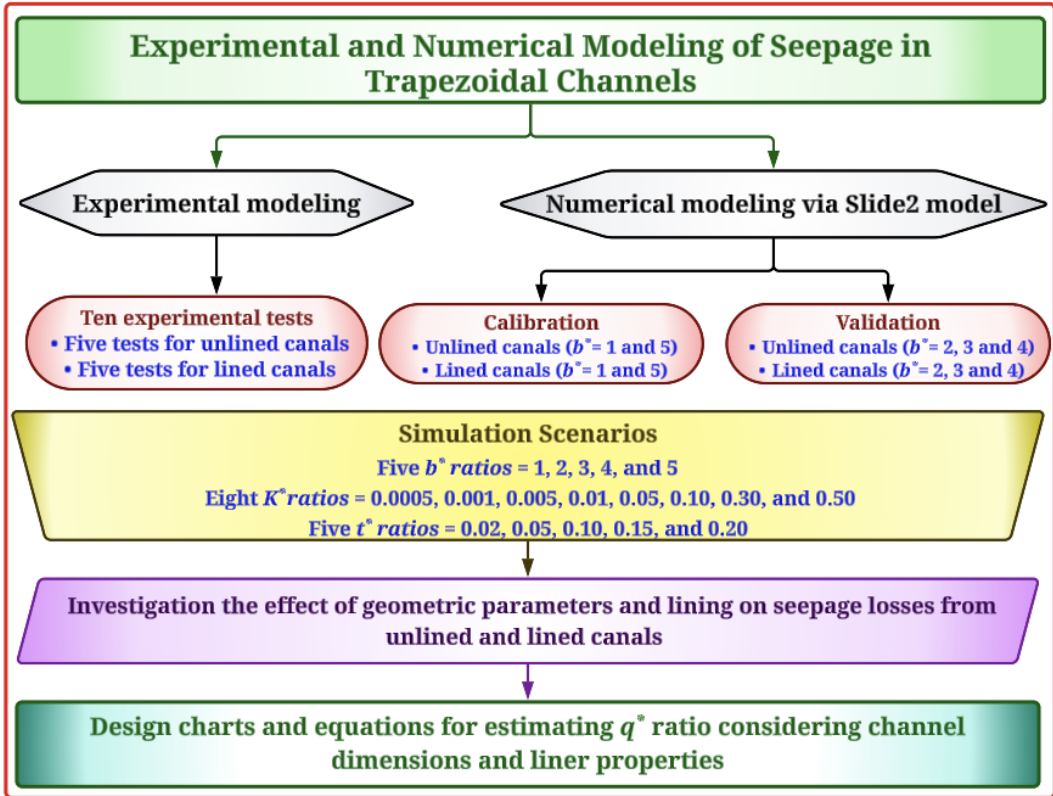 Experimental and Numerical Modeling of Seepage in
Trapezoidal Channels
Experimental modeling
Numerical modeling via Slide2 model
Ten experimental tests
• Five tests for unlined canals
• Five tests for lined canals
Calibration
• Unlined canals (b*= 1 and 5)
• Lined canals (b*= 1 and 5)
Validation
• Unlined canals (b*= 2, 3 and 4)
• Lined canals (b*= 2, 3 and 4)
Simulation Scenarios
Five b* ratios = 1, 2, 3, 4, and 5
Eight K* ratios = 0.0005, 0.001, 0.005, 0.01, 0.05, 0.10, 0.30, and 0.50
Five t* ratios = 0.02, 0.05, 0.10, 0.15, and 0.20
Investigation the effect of geometric parameters and lining on seepage losses from
unlined and lined canals
Design charts and equations for estimating q* ratio considering channel
dimensions and liner properties